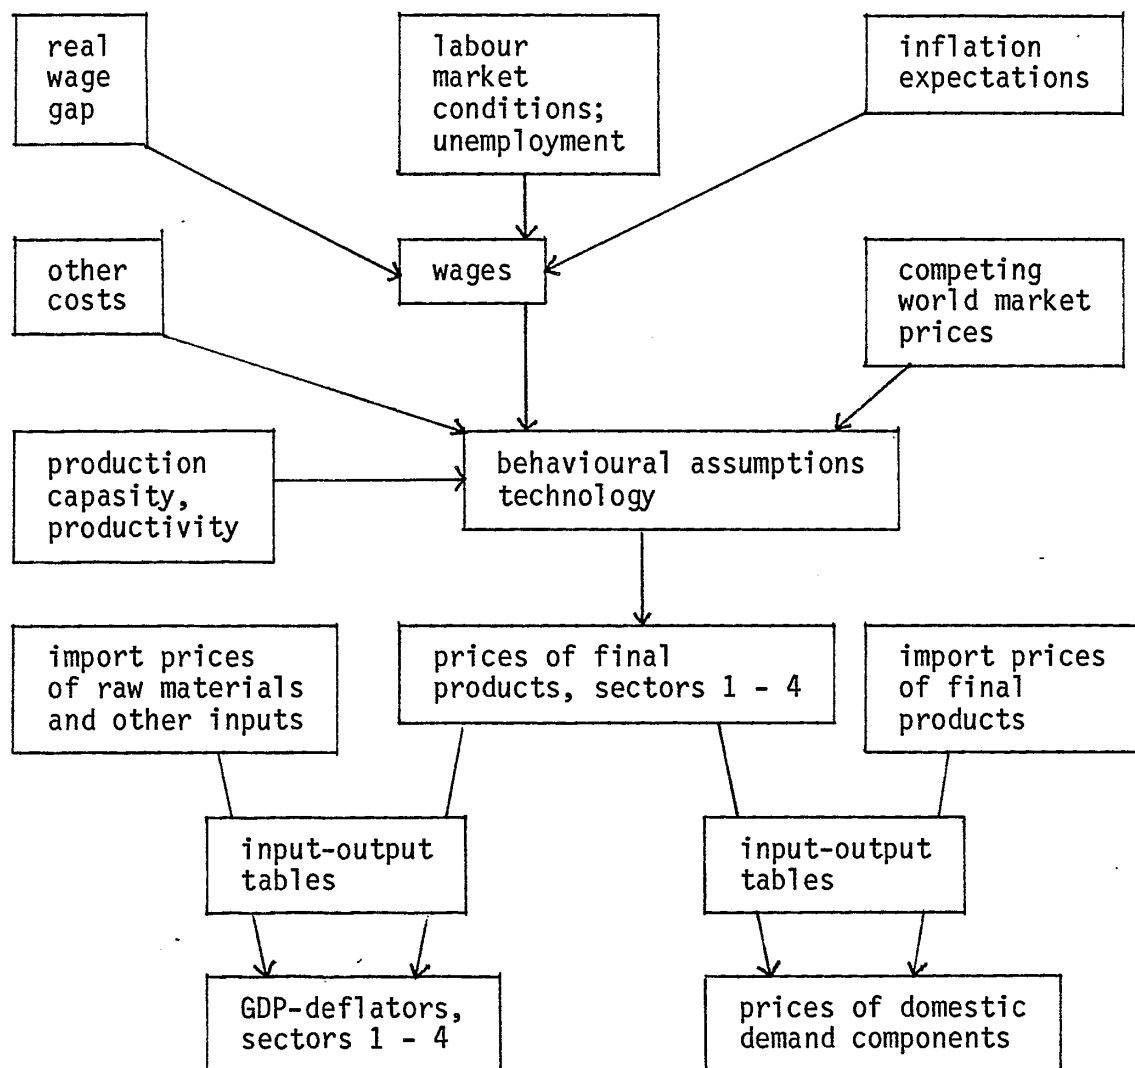 real
wage
gap
labour
market
conditions;
unemployment
inflation
expectations
other
costs
wages
competing
world market
prices
production
capasity,
productivity
behavioural assumptions
technology
import prices
of raw materials
and other inputs
prices of final
products, sectors 1 - 4
import prices
of final
products
input-output
tables
input-output
tables
GDP-deflators,
sectors 1 - 4
prices of domestic
demand components